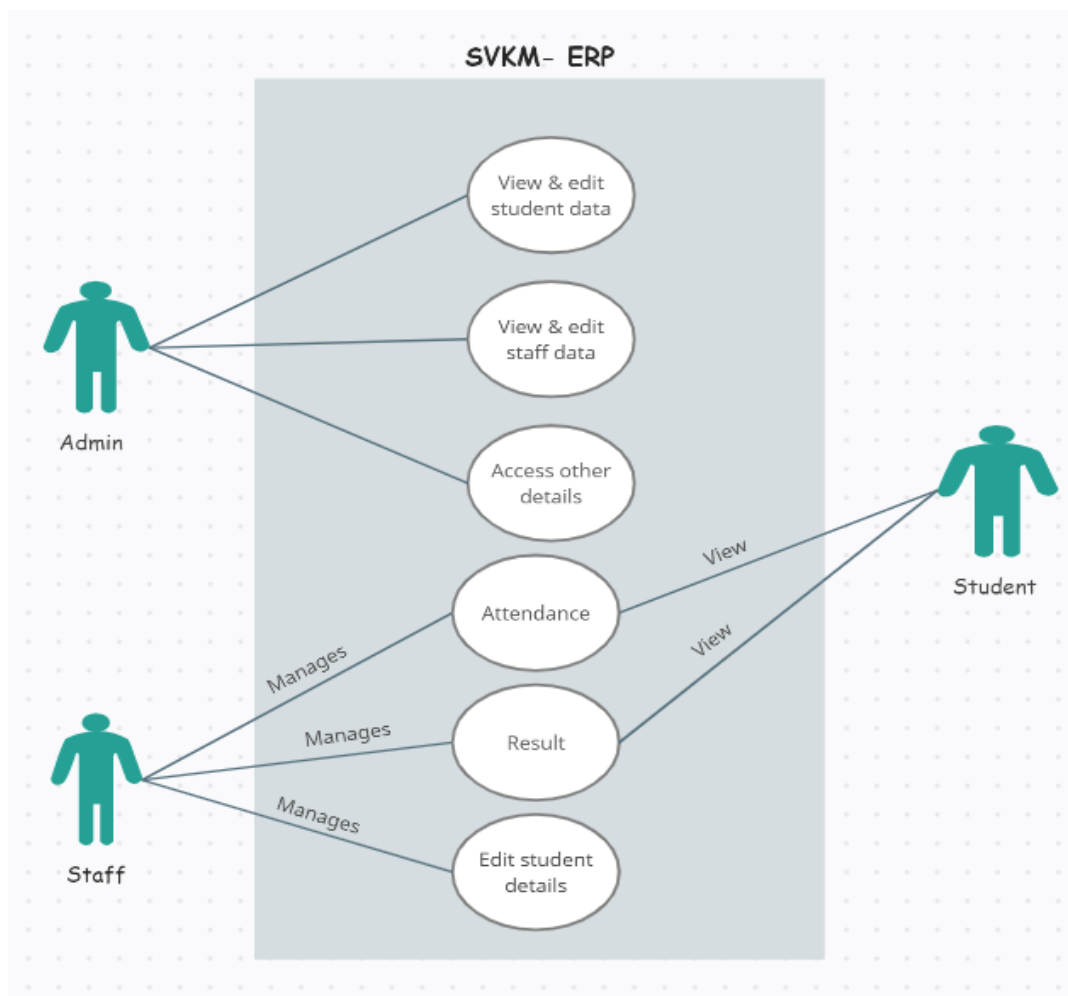 SVKM- ERP
View & edit
student data
View & edit
staff data
Admin
Access other
details
View
Student
Attendance
Manages
View
Manages
Result
Manages
Edit student
details
Staff